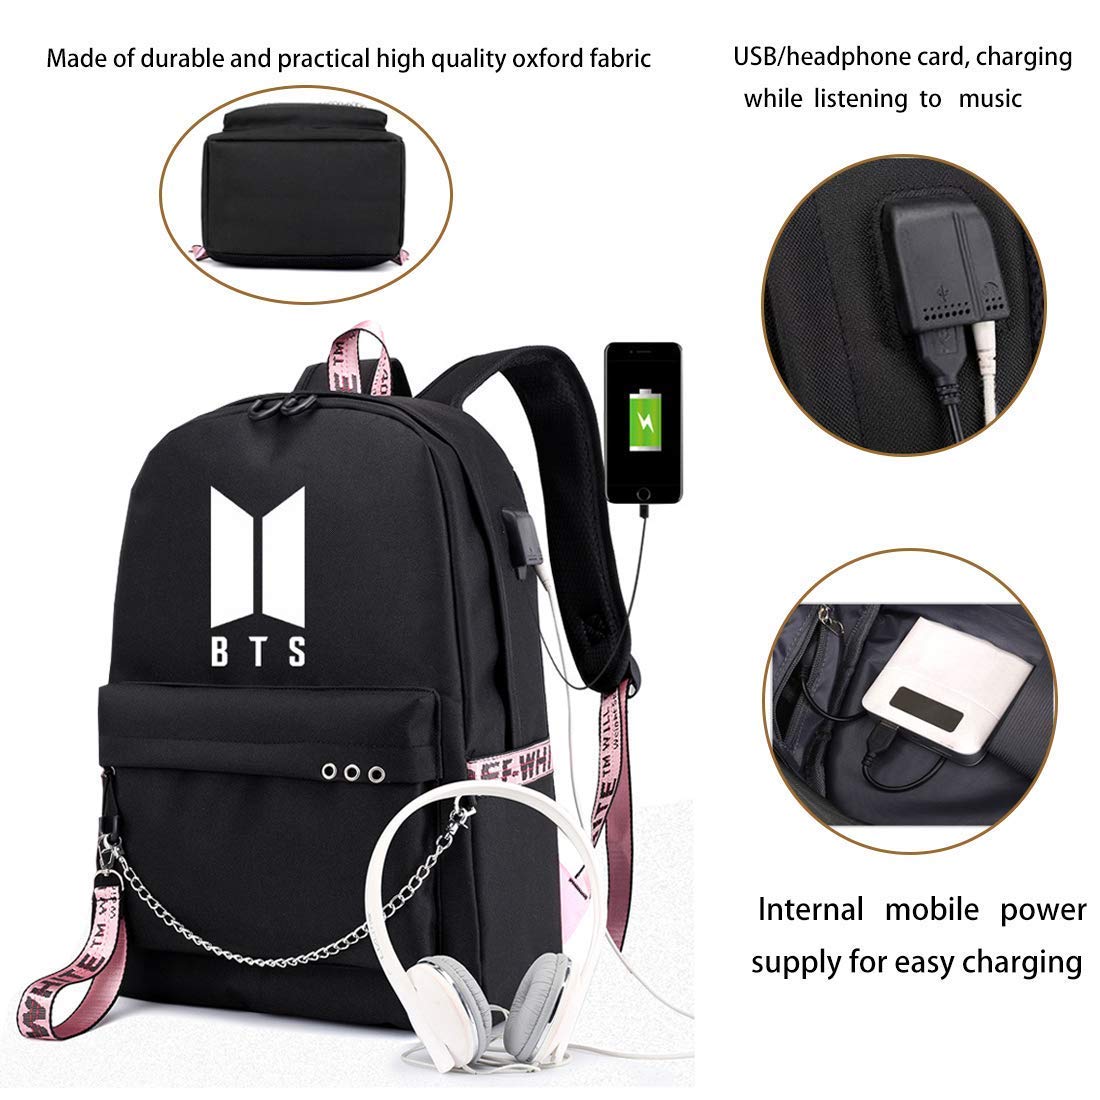 Made of durable and practical high quality oxford fabric
USB/headphone card, charging
while listening to music
BTS
Internal mobile power
supply for easy charging